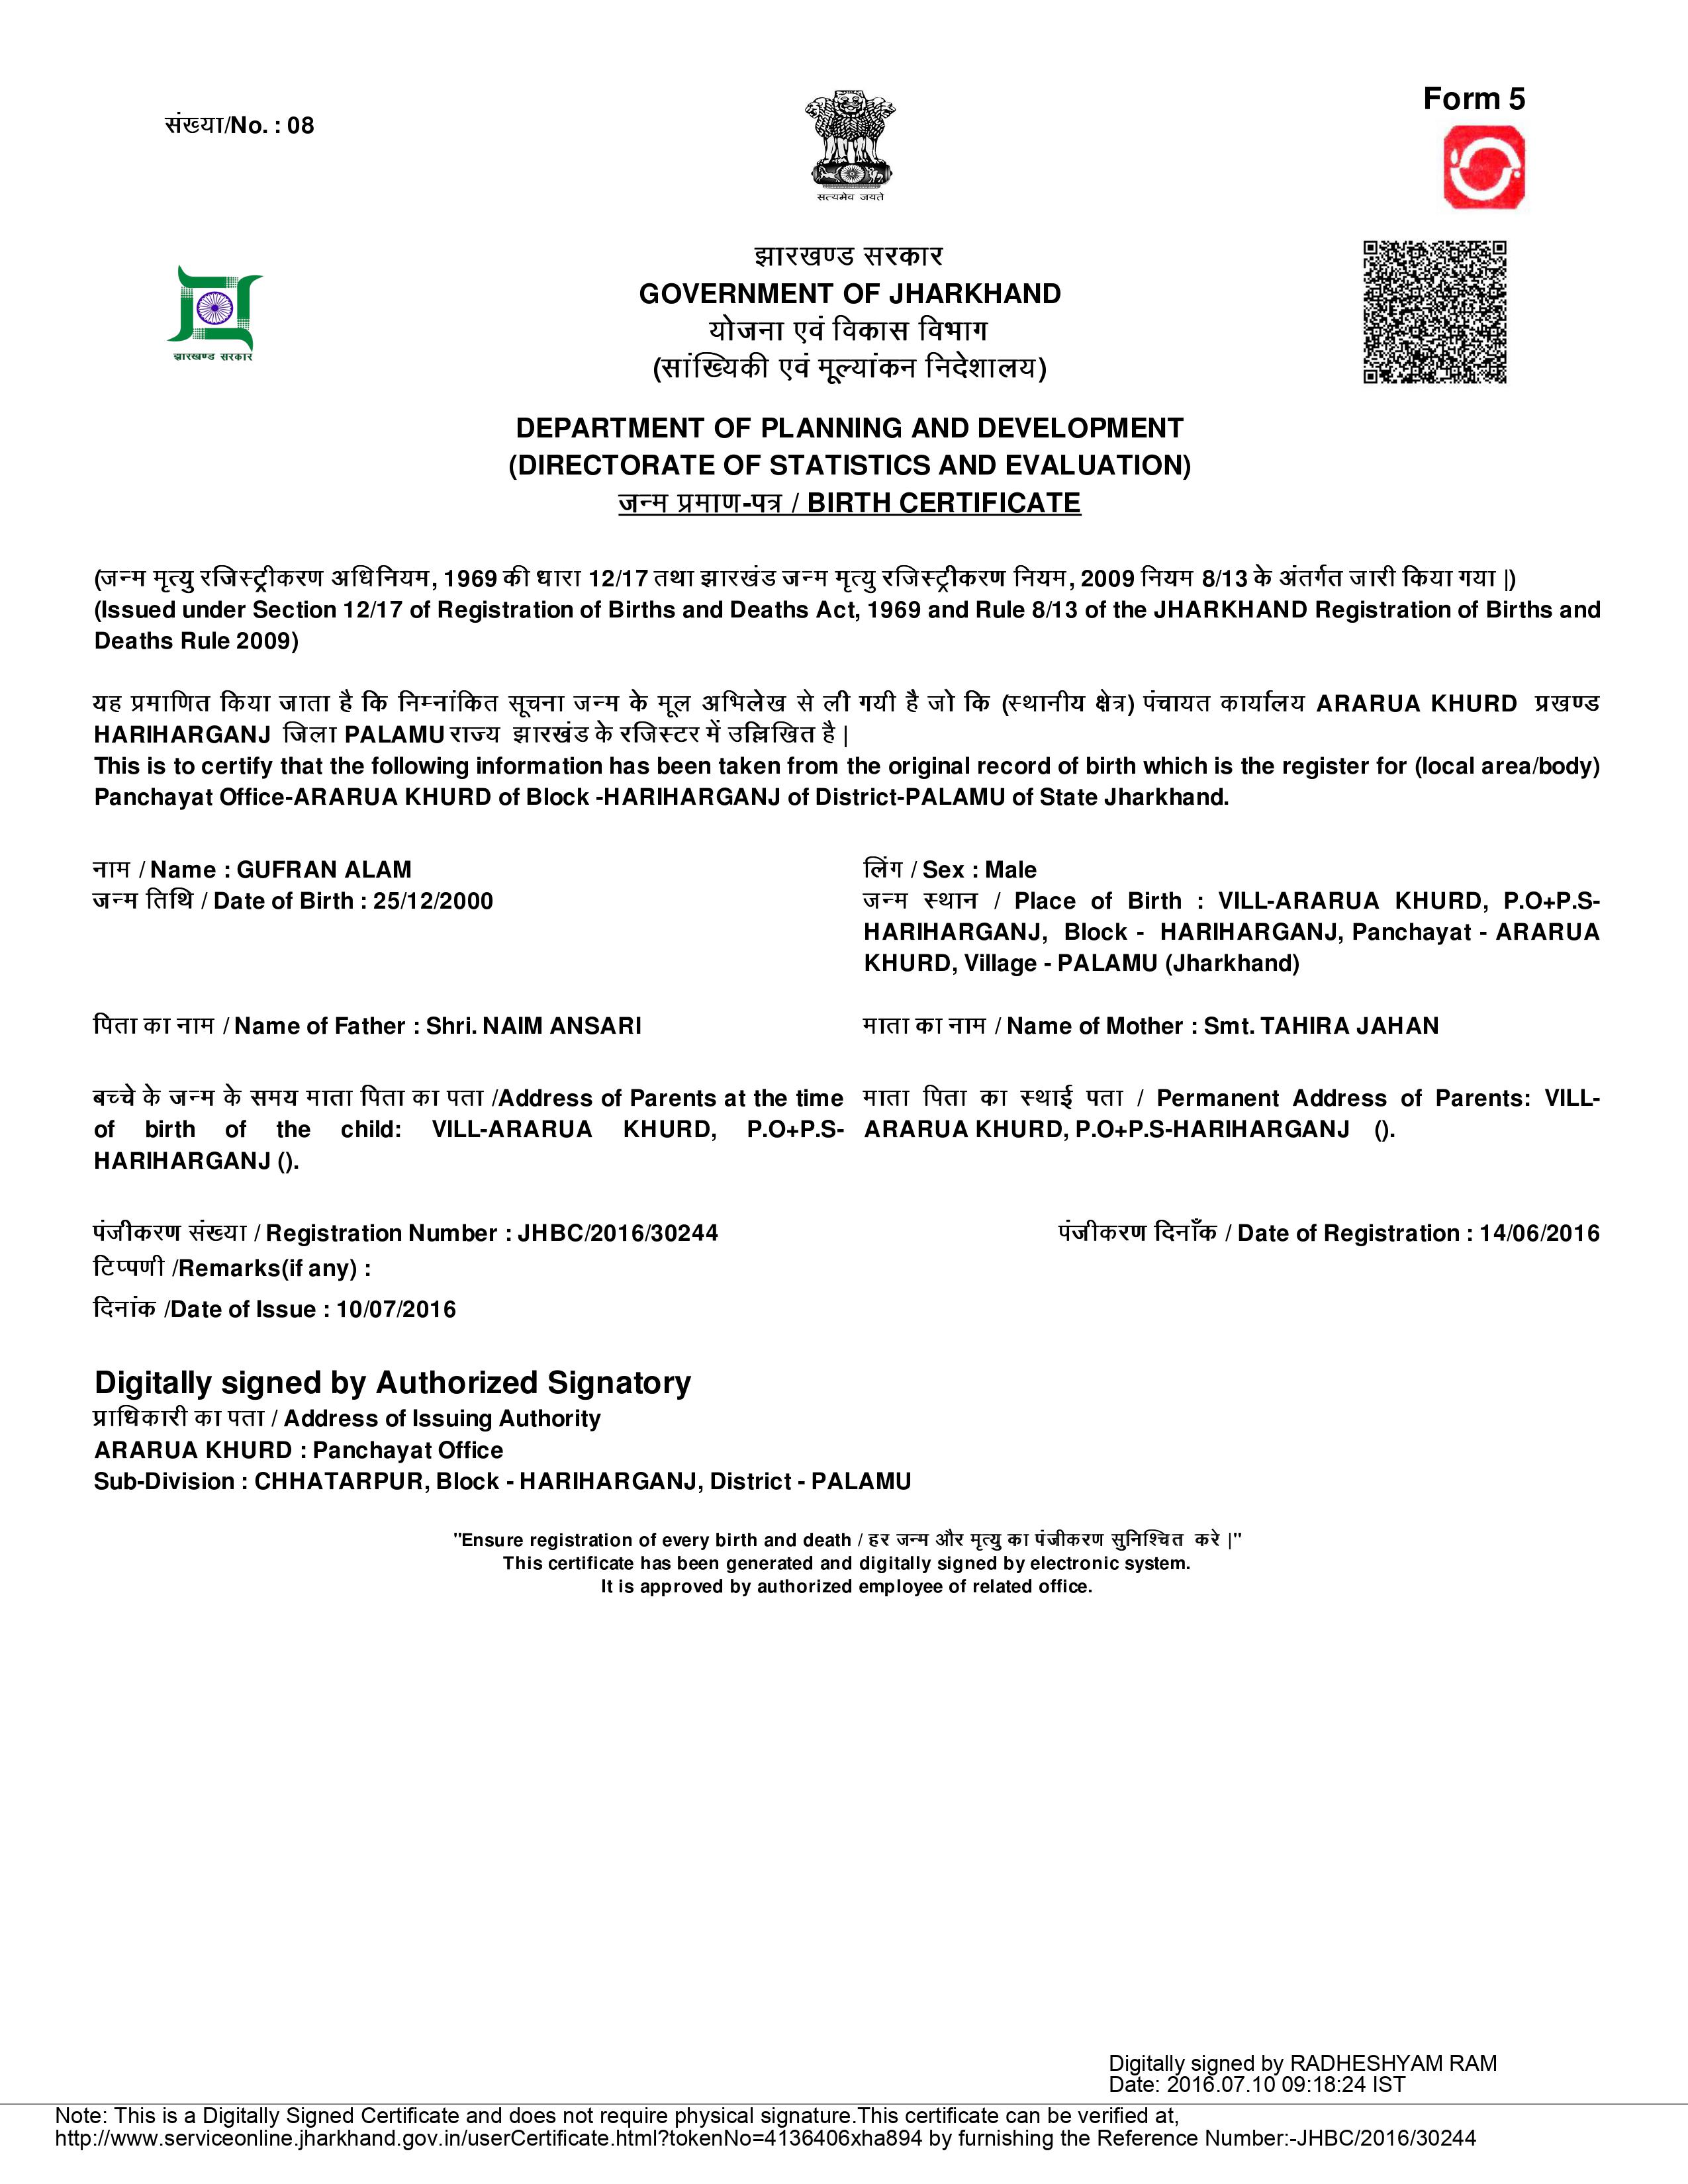 संख्या/No. : 08
Form 5
सत्यमेव जयते
झारखण्ड सरकार
झारखण्ड सरकार
GOVERNMENT OF JHARKHAND
योजना एवं विकास विभाग
(सांख्यिकी एवं मूल्यांकन निदेशालय)
DEPARTMENT OF PLANNING AND DEVELOPMENT
(DIRECTORATE OF STATISTICS AND EVALUATION)
जन्म प्रमाण-पत्र / BIRTH CERTIFICATE
(जन्म मृत्यु रजिस्ट्रीकरण अधिनियम, 1969 की धारा 12/17 तथा झारखंड जन्म मृत्यु रजिस्ट्रीकरण नियम, 2009 नियम 8/13 के अंतर्गत जारी किया गया |)
(Issued under Section 12/17 of Registration of Births and Deaths Act, 1969 and Rule 8/13 of the JHARKHAND Registration of Births and
Deaths Rule 2009)
यह प्रमाणित किया जाता है कि निम्नांकित सूचना जन्म के मूल अभिलेख से ली गयी है जो कि (स्थानीय क्षेत्र) पंचायत कार्यालय ARARUA KHURD प्रखण्ड
HARIHARGANJ जिला PALAMU राज्य झारखंड के रजिस्टर में उल्लिखित है |
This is to certify that the following information has been taken from the original record of birth which is the register for (local area/body)
Panchayat Office-ARARUA KHURD of Block -HARIHARGANJ of District-PALAMU of State Jharkhand.
नाम / Name : GUFRAN ALAM
जन्म तिथि / Date of Birth : 25/12/2000
लिंग / Sex : Male
जन्म स्थान / Place of Birth : VILL-ARARUA KHURD, P.O+P.S-
HARIHARGANJ, Block - HARIHARGANJ, Panchayat - ARARUA
KHURD, Village - PALAMU (Jharkhand)
पिता का नाम / Name of Father : Shri. NAIM ANSARI
माता का नाम / Name of Mother : Smt. TAHIRA JAHAN
बच्चे के जन्म के समय माता पिता का पता /Address of Parents at the time
of birth of the child: VILL-ARARUA KHURD, P.O+P.S-
HARIHARGANJ ().
माता पिता का स्थाई पता / Permanent Address of Parents: VILL-
ARARUA KHURD, P.O+P.S-HARIHARGANJ ().
पंजीकरण संख्या / Registration Number : JHBC/2016/30244
पंजीकरण दिनाँक / Date of Registration : 14/06/2016
टिप्पणी /Remarks(if any) :
दिनांक /Date of Issue : 10/07/2016
Digitally signed by Authorized Signatory
प्राधिकारी का पता / Address of Issuing Authority
ARARUA KHURD : Panchayat Office
Sub-Division : CHHATARPUR, Block - HARIHARGANJ, District - PALAMU
"Ensure registration of every birth and death / हर जन्म और मृत्यु का पंजीकरण सुनिश्चित करे |"
This certificate has been generated and digitally signed by electronic system.
It is approved by authorized employee of related office.
Digitally signed by RADHESHYAM RAM
Date: 2016.07.10 09:18:24 IST
Note: This is a Digitally Signed Certificate and does not require physical signature.This certificate can be verified at,
http://www.serviceonline.jharkhand.gov.in/userCertificate.html?tokenNo=4136406xha894 by furnishing the Reference Number:-JHBC/2016/30244